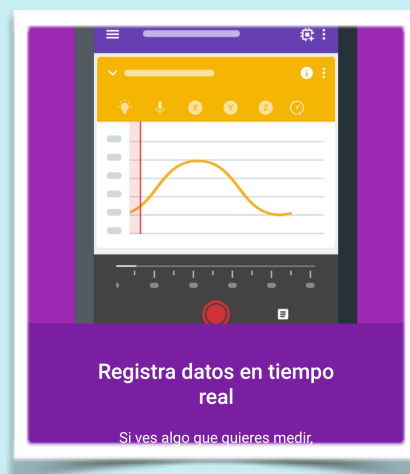 X
Y
Z
Registra datos en tiempo
real
Si ves algo que quieres medir,